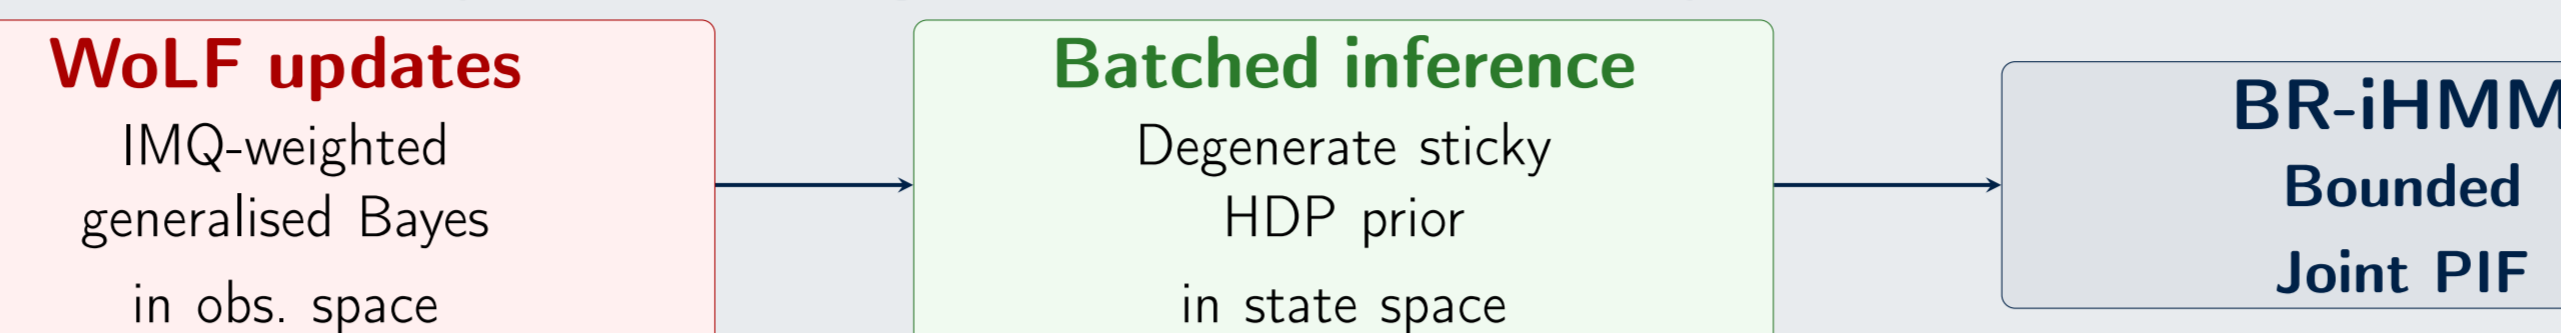 WoLF updates
IMQ-weighted
generalised Bayes
in obs. space
Batched inference
Degenerate sticky
HDP prior
in state space
BR-iHMM
Bounded
Joint PIF